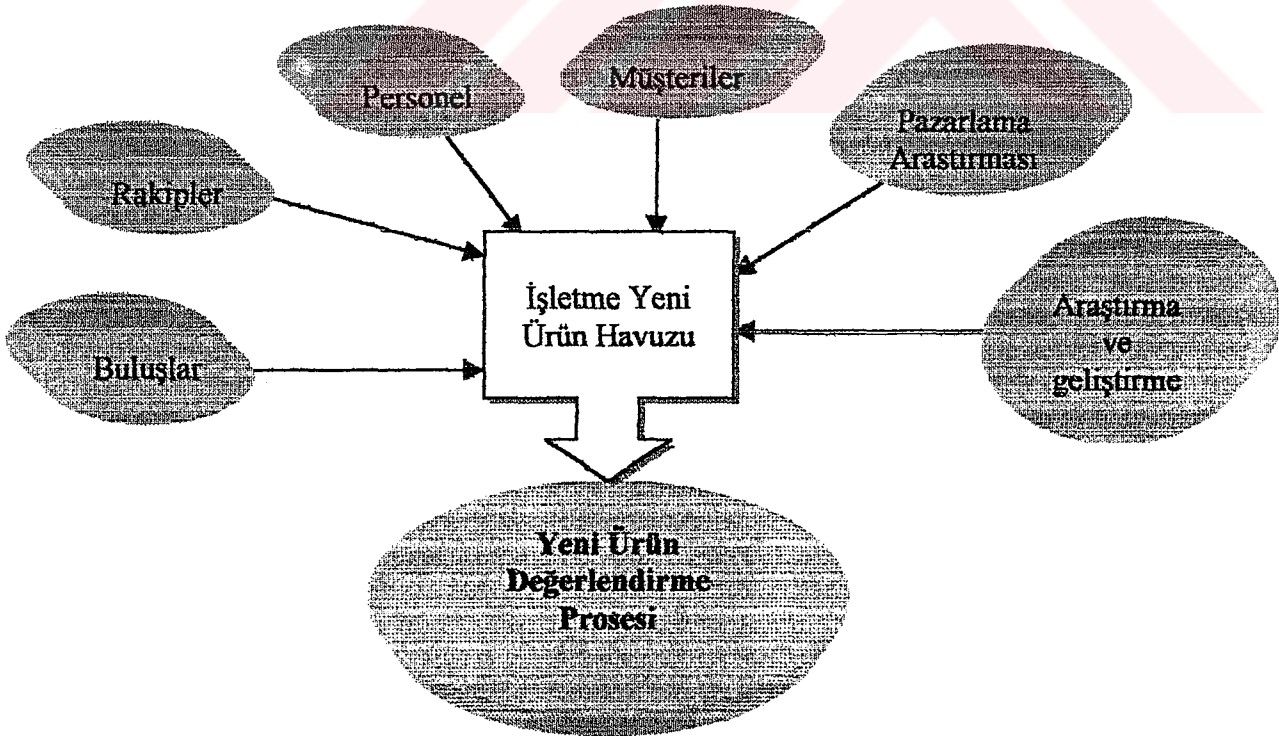 Personel
Müşteriler
Pazarlama
Araştırması
Rakipler
İşletme Yeni
Ürün Havuzu
Araştırma
ve
geliştirme
Buluşlar
Yeni Ürün
Değerlendirme
Prosesi